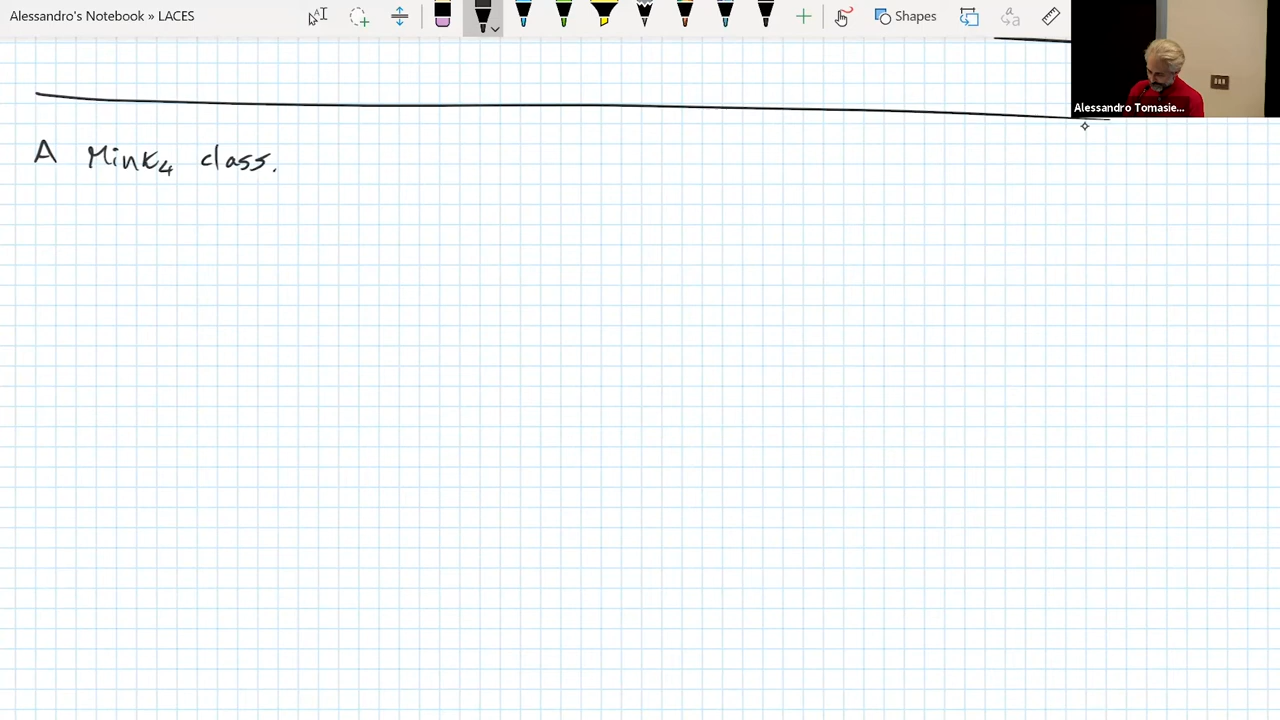 Alessandro's Notebook » LACES
Shapes
Alessandro Tomasie...
A Mink4 class.